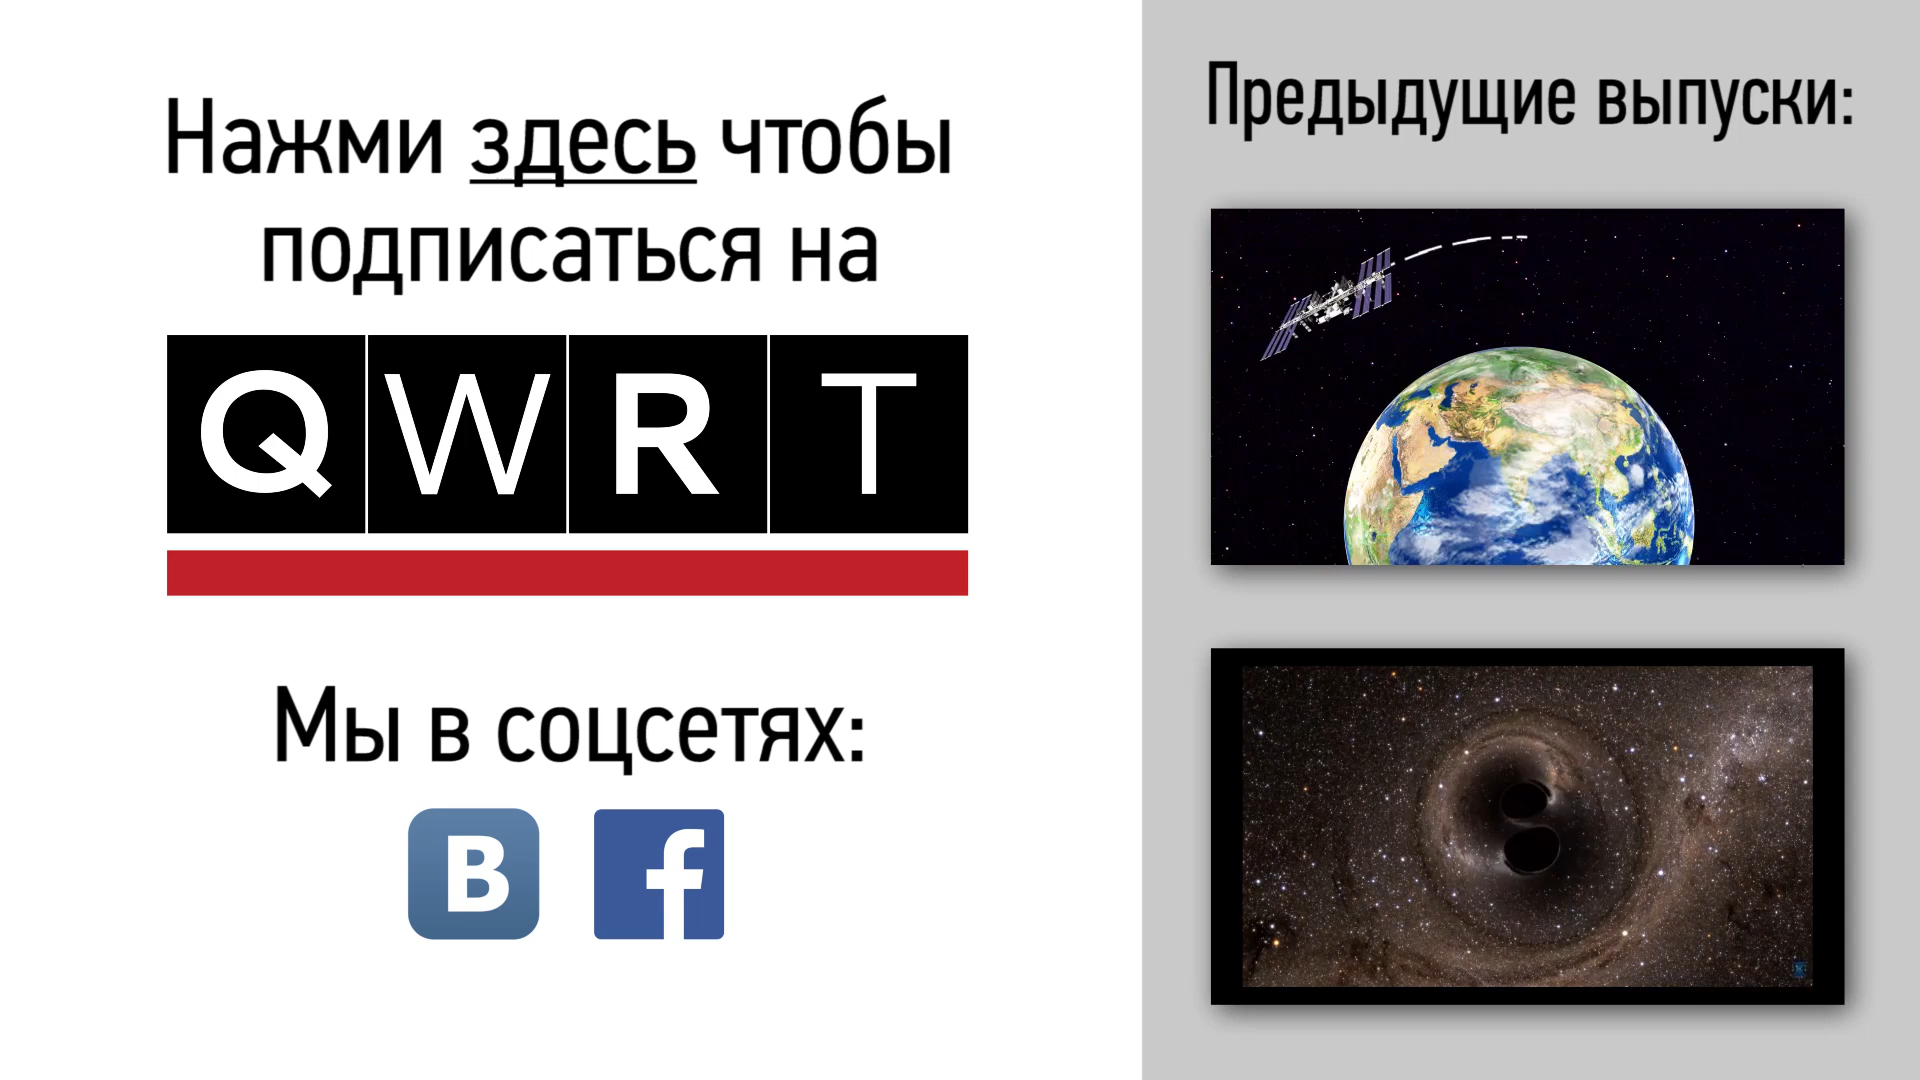 Нажми здесь чтобы
подписаться на
QWRT
Мы в соцсетях:
В f
Предыдущие выпуски: